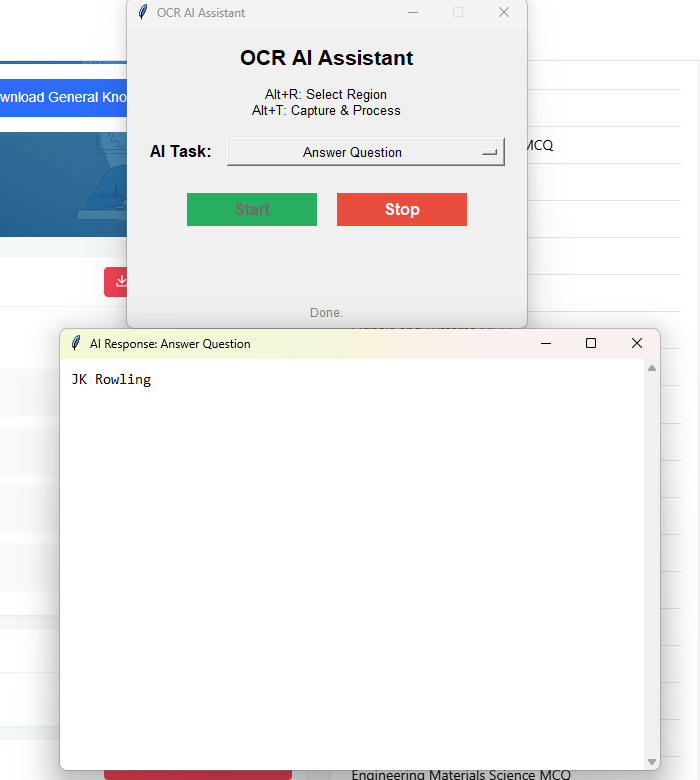 OCR AI Assistant
OCR AI Assistant
Alt+R: Select Region
Alt+T: Capture & Process
wnload General Kno
MCQ
AI Task:
Answer Question
Start
Stop
Done.
AI Response: Answer Question
JK Rowling
Engineering Materials Science MCQ